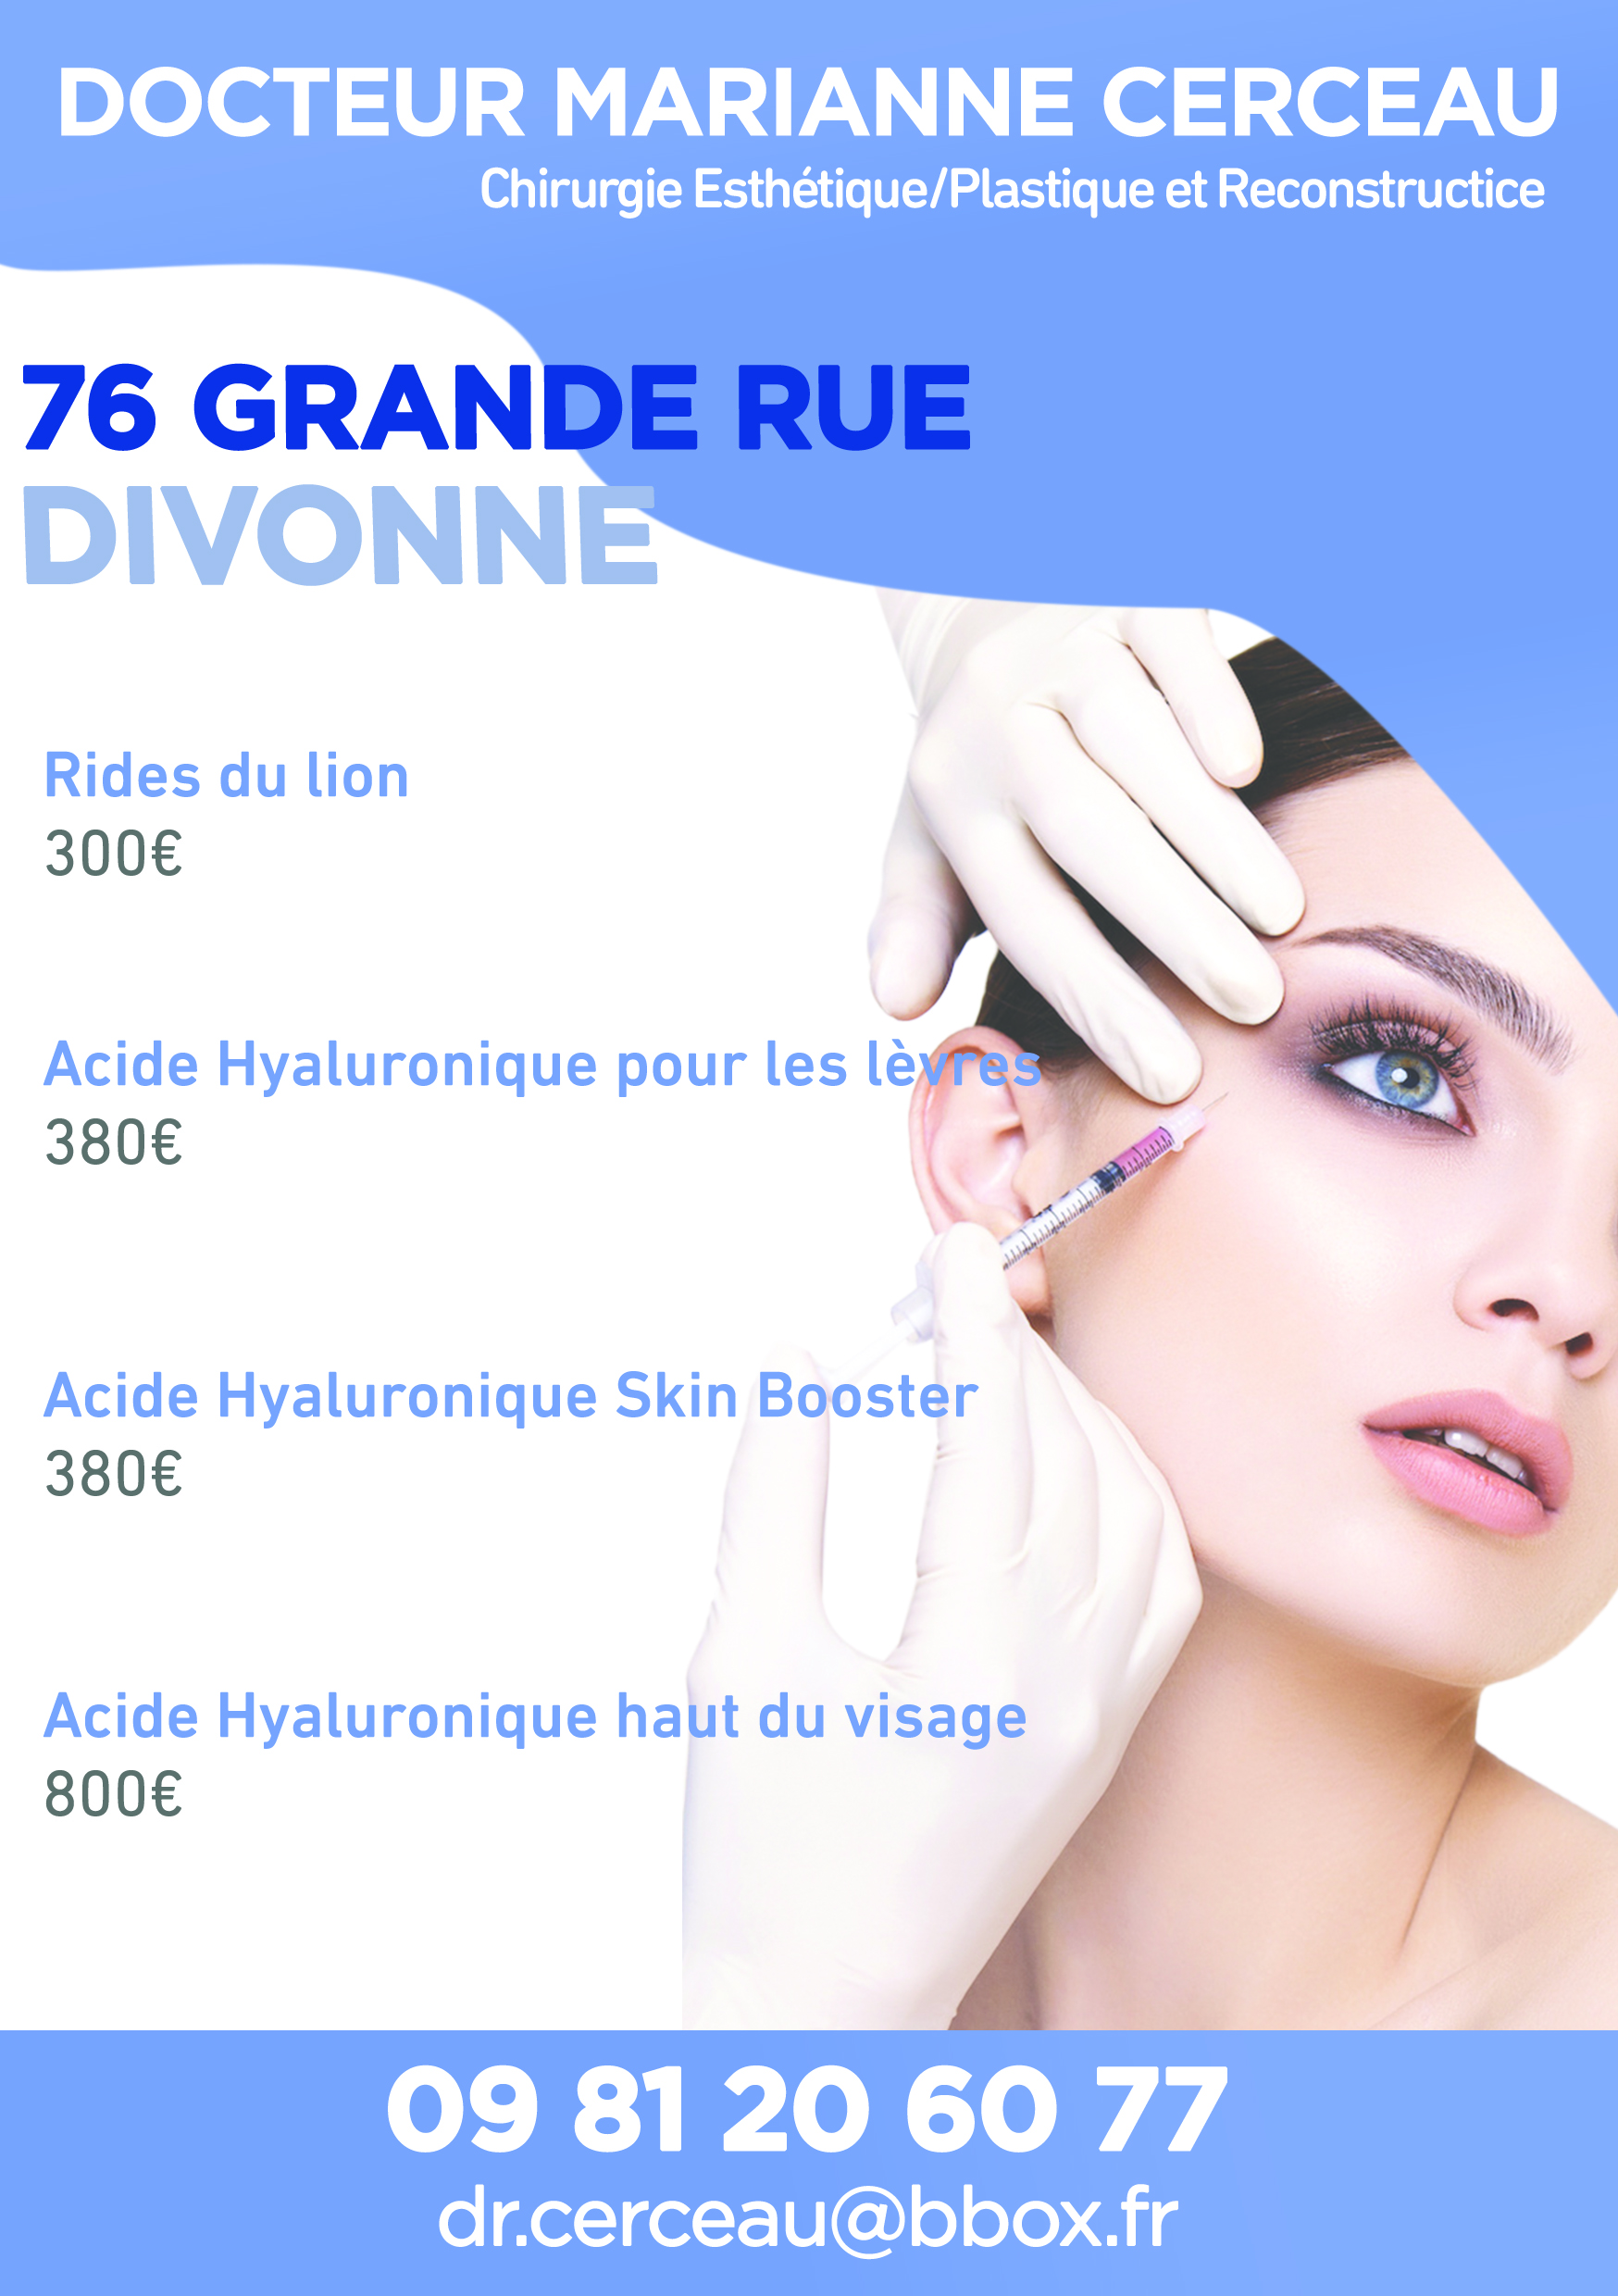 DOCTEUR MARIANNE CERCEAU
Chirurgie Esthétique/Plastique et Reconstructice
76 GRANDE RUE
DIVONNE
Rides du lion
300€
Acide Hyaluronique pour les lèvres
380€
Acide Hyaluronique Skin Booster
380€
Acide Hyaluronique haut du visage
800€
09 81 20 60 77
dr.cerceau@bbox.fr